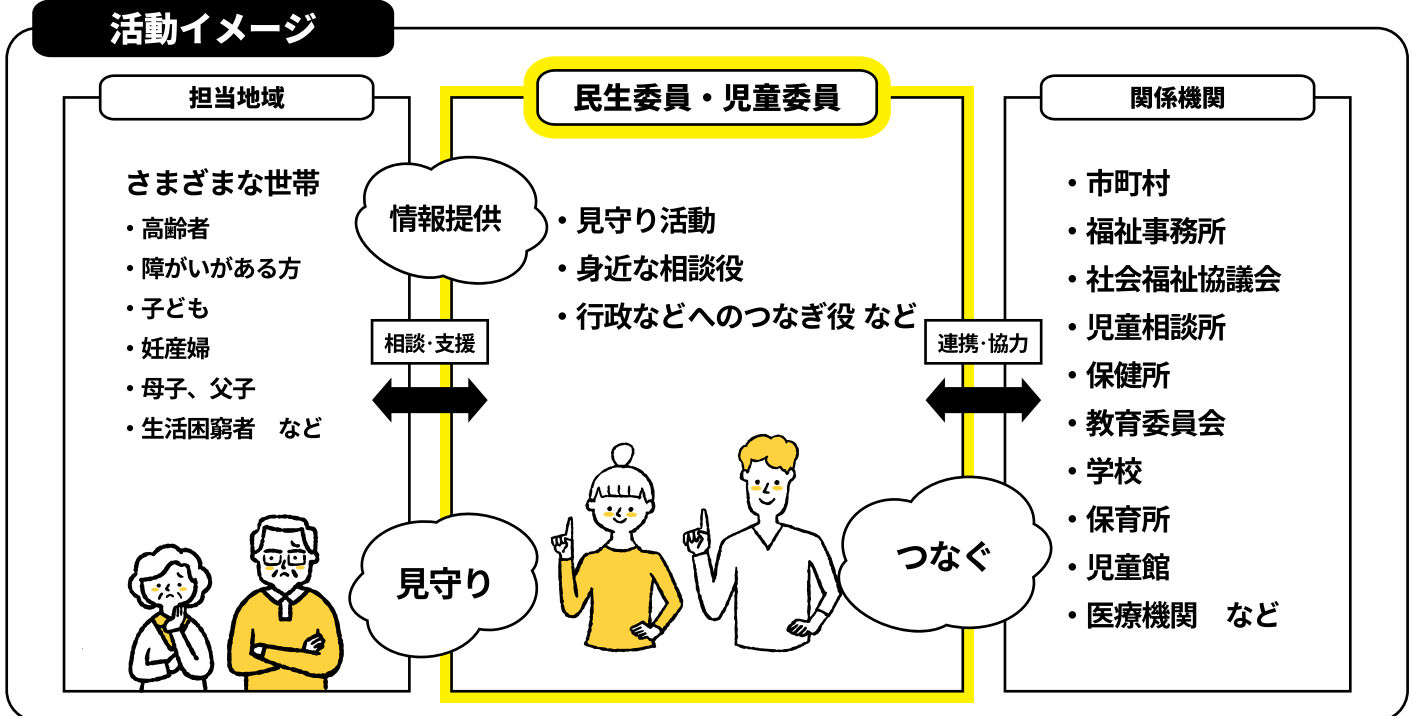 活動イメージ
担当地域
さまざまな世帯
・高齢者
・障がいがある方
・子ども
・妊産婦
・母子、父子
・生活困窮者　など
情報提供
相談・支援
見守り
民生委員・児童委員
・見守り活動
・身近な相談役
・行政などへのつなぎ役 など
連携・協力
つなぐ
関係機関
・市町村
・福祉事務所
・社会福祉協議会
・児童相談所
・保健所
・教育委員会
・学校
・保育所
・児童館
・医療機関　など